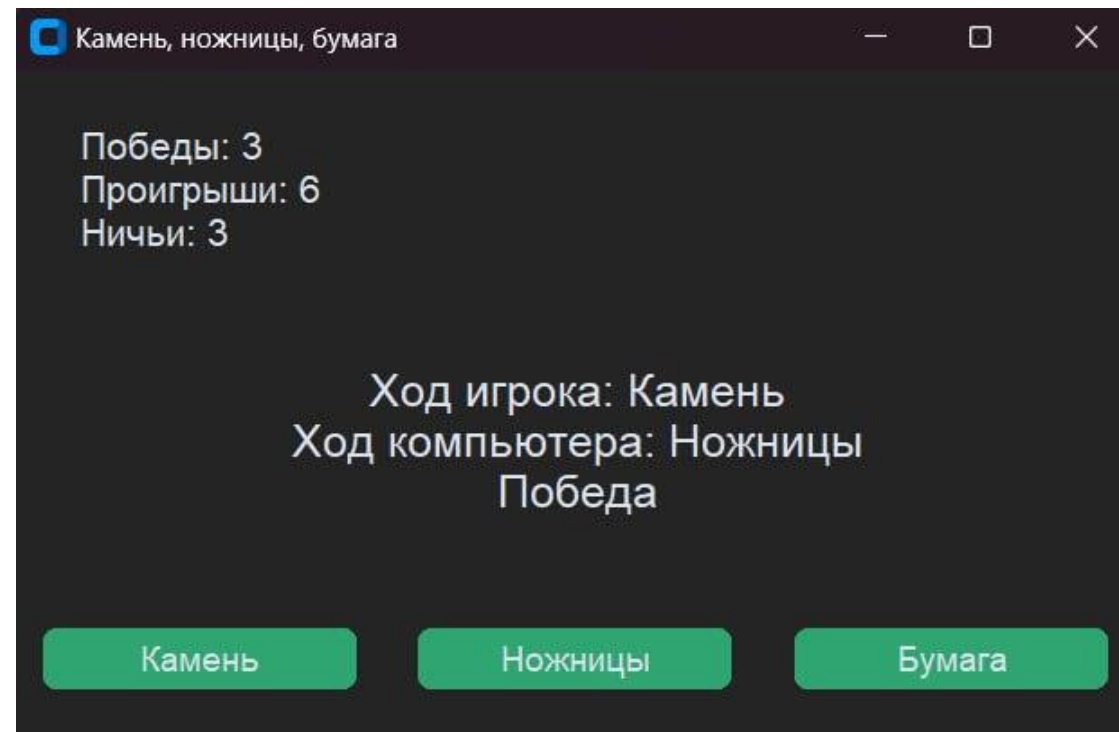 Камень, ножницы, бумага
Победы: 3
Проигрыши: 6
Ничьи: 3
Ход игрока: Камень
Ход компьютера: Ножницы
Победа
Камень
Ножницы
Бумага